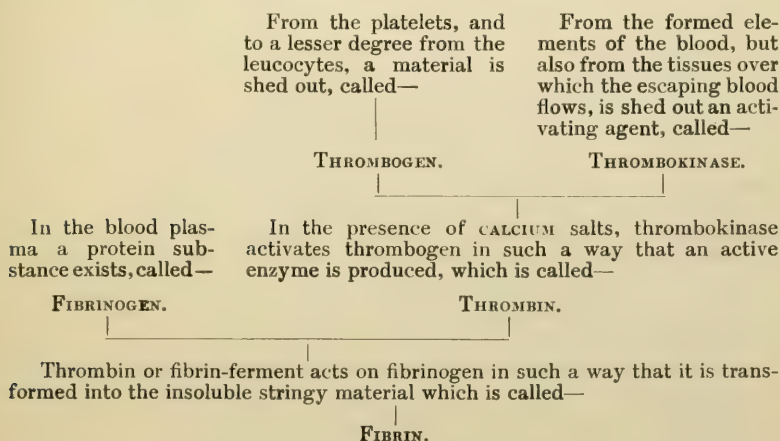 From the platelets, and
to a lesser degree from the
leucocytes, a material is
shed out, called—
From the formed ele-
ments of the blood, but
also from the tissues over
which the escaping blood
flows, is shed out an acti-
vating agent, called—
THROMBOGEN.
THROMBOKINASE.
In the blood plas-
ma a protein sub-
stance exists, called—
In the presence of CALCIUM salts, thrombokinase
activates thrombogen in such a way that an active
enzyme is produced, which is called—
FIBRINOGEN.
THROMBIN.
Thrombin or fibrin-ferment acts on fibrinogen in such a way that it is trans-
formed into the insoluble stringy material which is called—
FIBRIN.